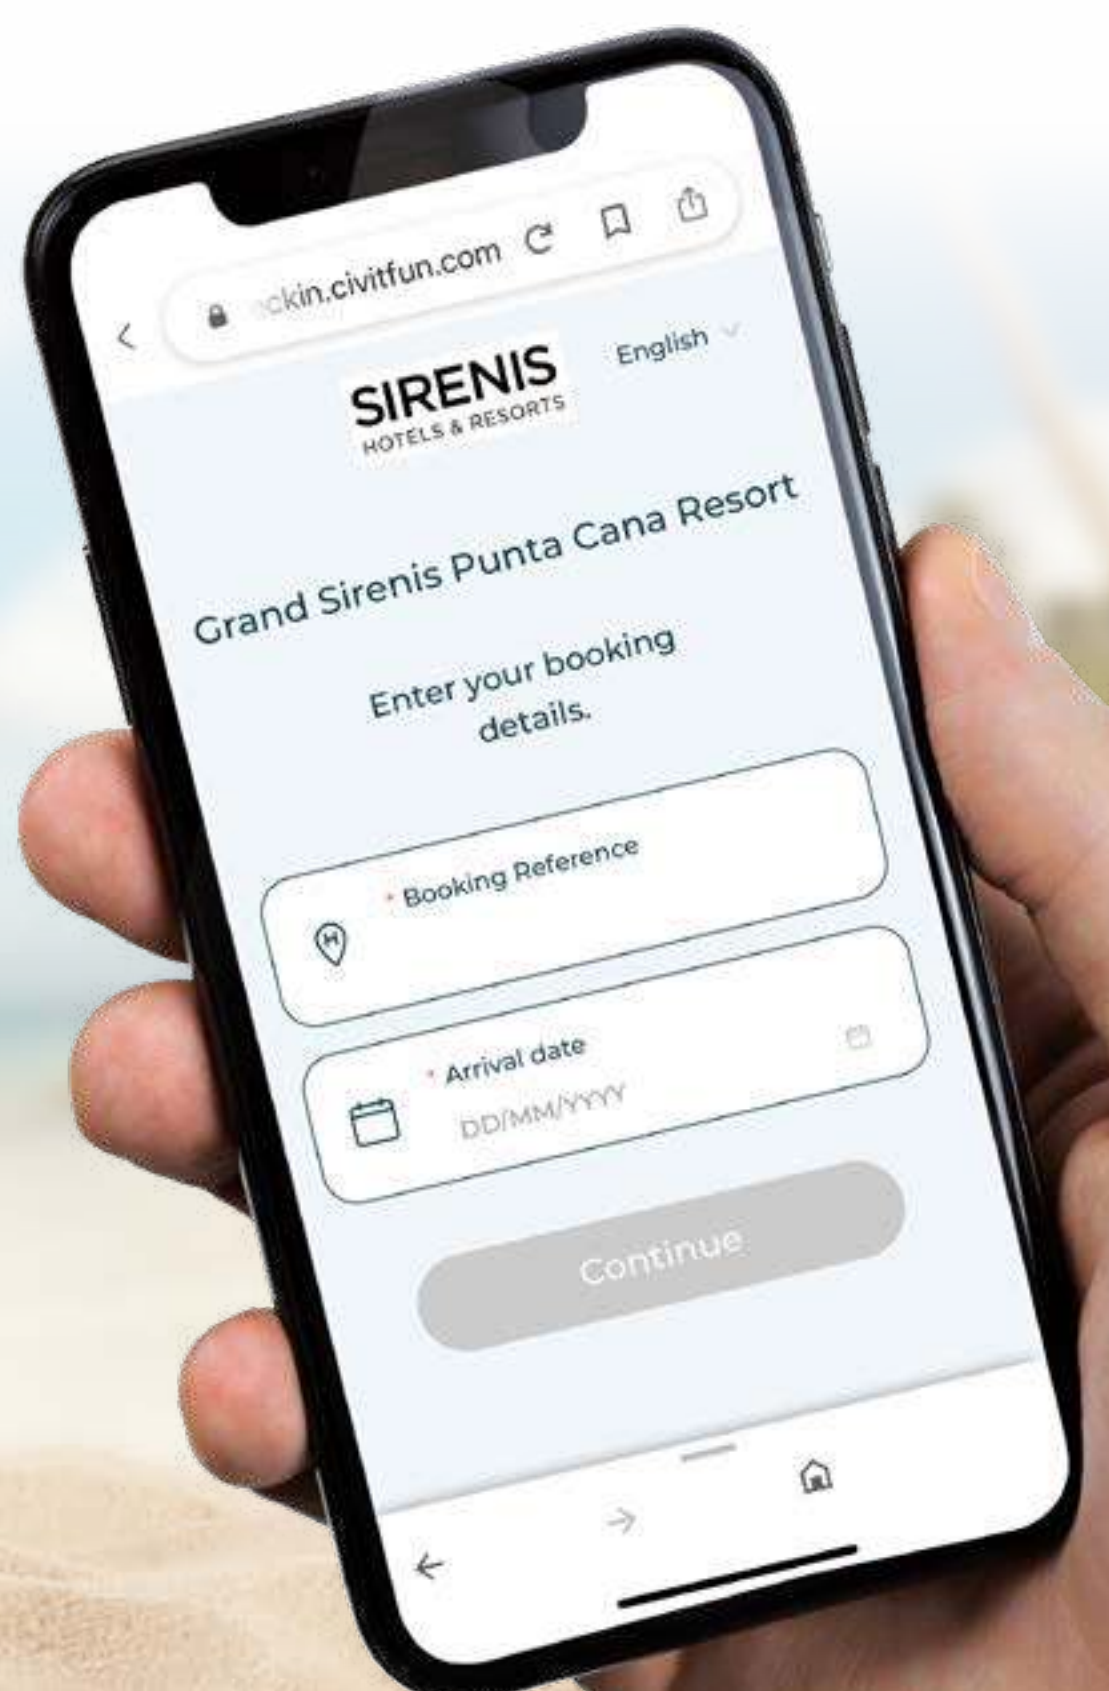 ckin.civitfun.com
English
SIRENIS
HOTELS & RESORTS
Grand Sirenis Punta Cana Resort
Enter your booking
details.
* Booking Reference
* Arrival date
DD/MM/YYYY
Continue